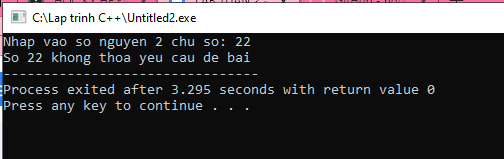 C:\Lap trinh C++\Untitled2.exe
Nhap vao so nguyen 2 chu so: 22
So 22 khong thoa yeu cau de bai
--------------------------------
Process exited after 3.295 seconds with return value 0
Press any key to continue . . .